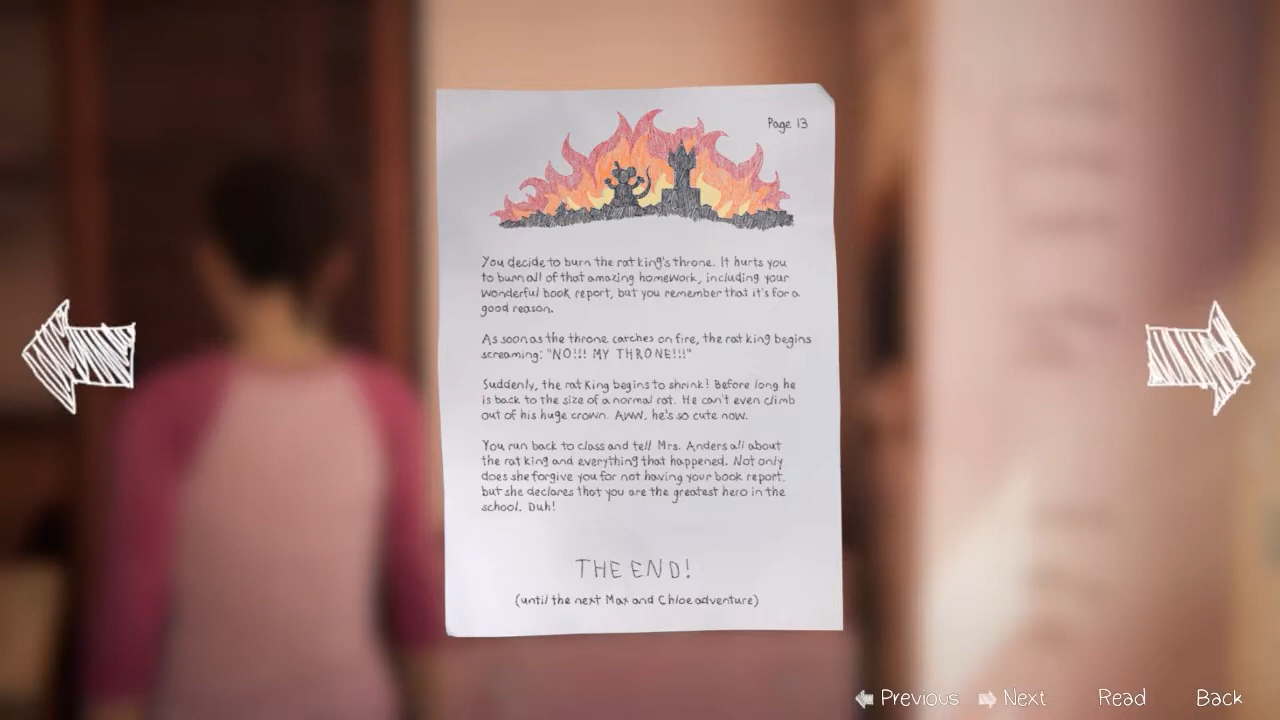 Page 13
You decide to burn the rat king's throne. It hurts you
to burn all of that amazing homework, including your
wonderful book report, but you remember that it's for a
good reason.
As soon as the throne catches on fire, the rat king begins
screaming: "NO!!! MY THRONE!!!"
Suddenly, the rat king begins to shrink! Before long he
is back to the size of a normal rat. He can't even climb
out of his huge crown. Aww, he's so cute now.
You run back to class and tell Mrs. Anders all about
the rat king and everything that happened. Not only
does she forgive you for not having your book report,
but she declares that you are the greatest hero in the
school. Duh!
THE END!
(until the next Max and Chloe adventure)
Previous Next Read Back